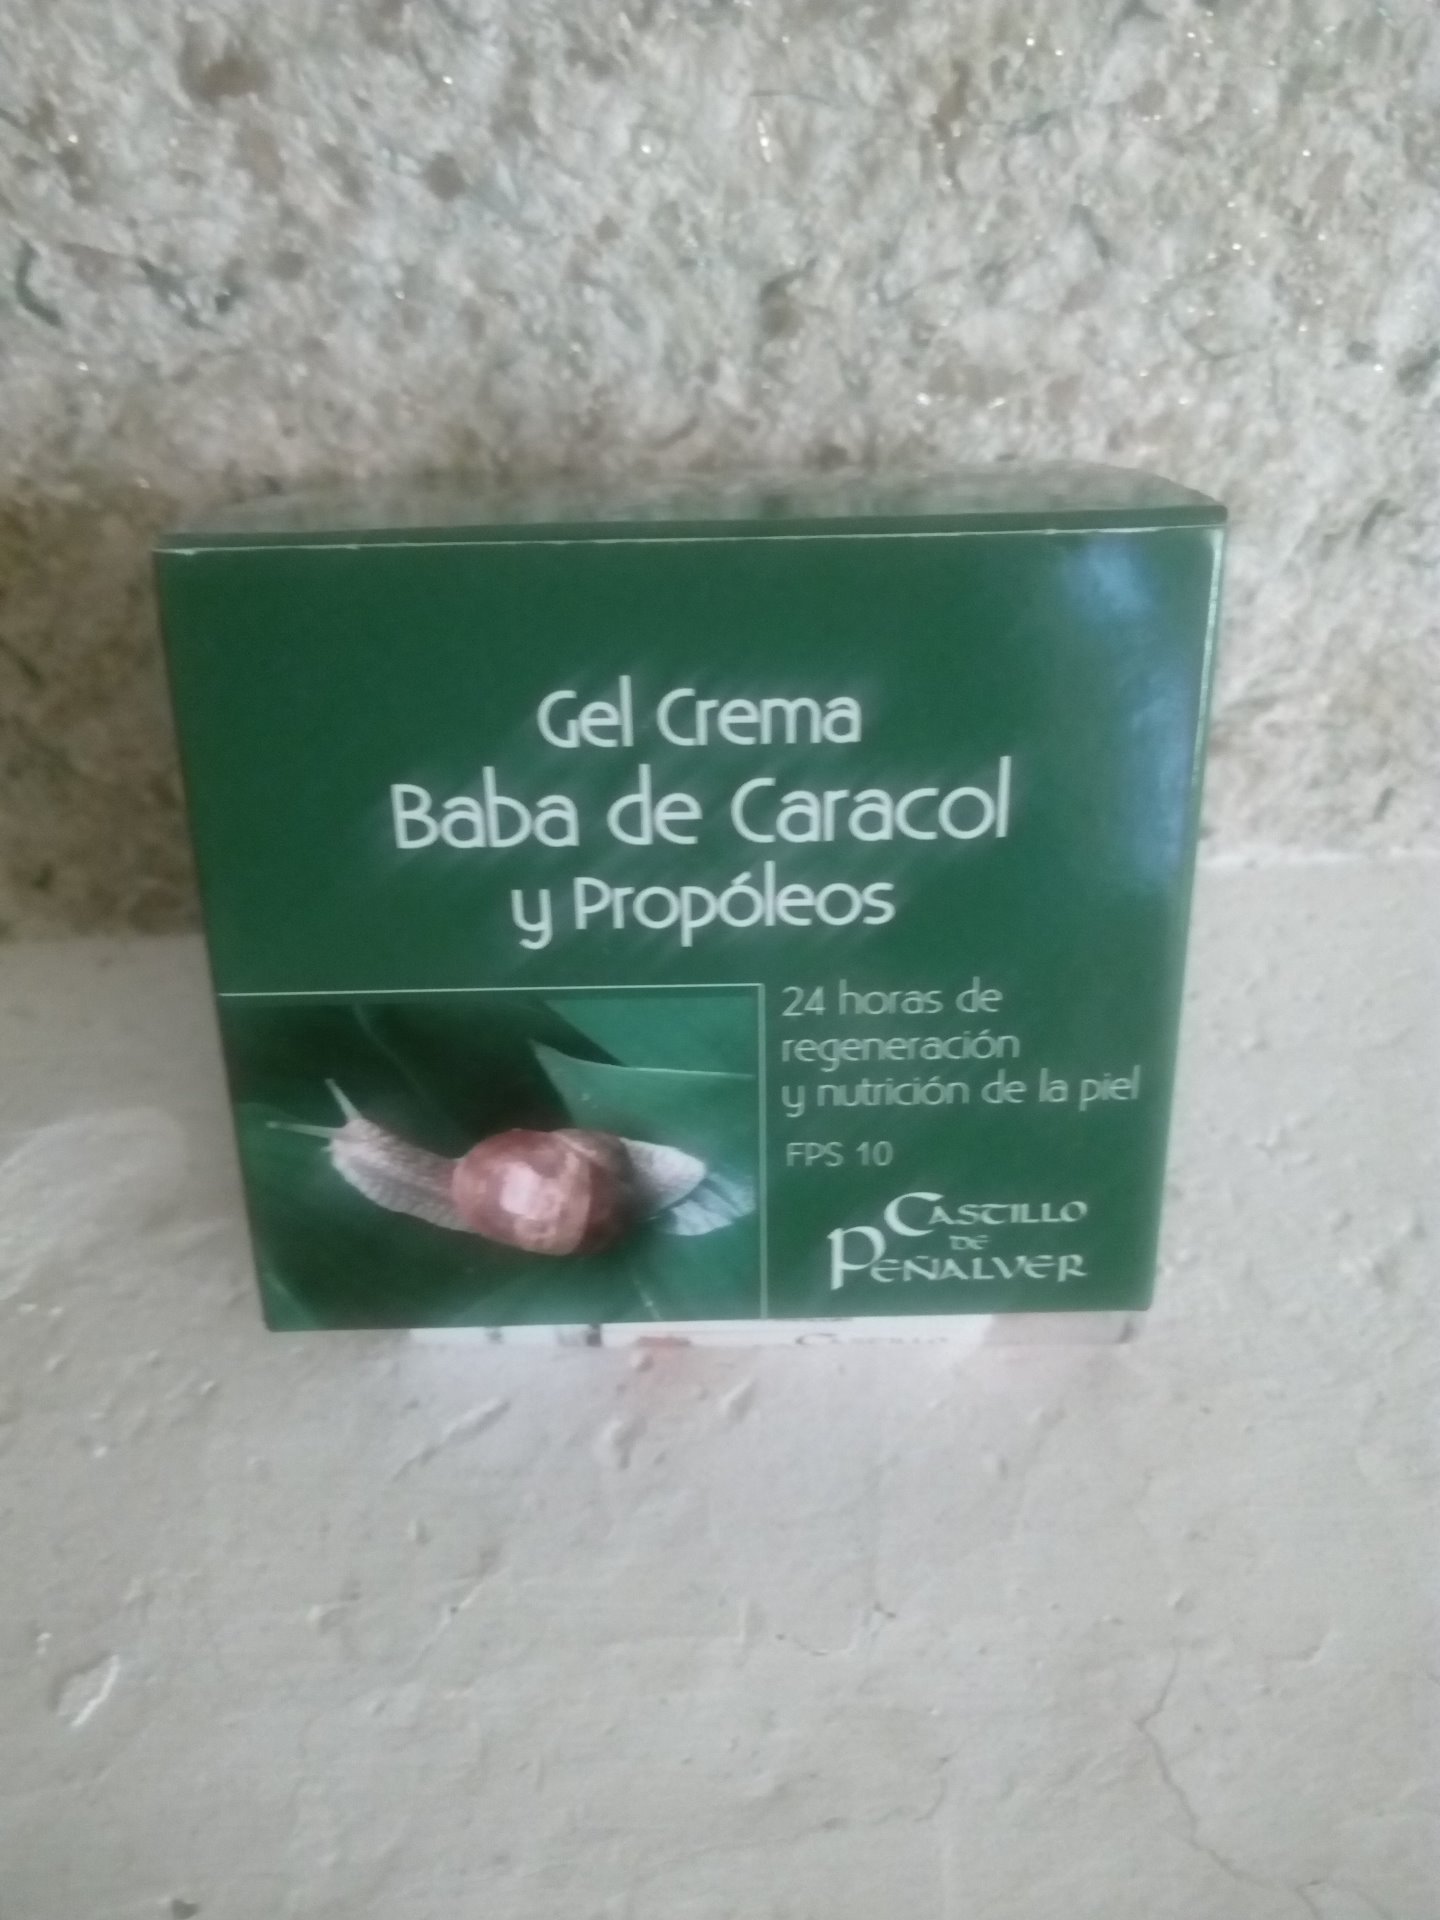 Gel Crema
Baba de Caracol
y Propóleos
24 horas de
regeneración
y nutrición de la piel
FPS 10
CASTILLO
DE
PEÑALVER